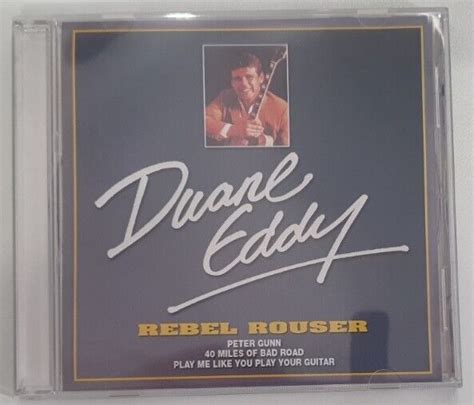 Duane
Eddy
REBEL ROUSER
PETER GUNN
40 MILES OF BAD ROAD
PLAY ME LIKE YOU PLAY YOUR GUITAR